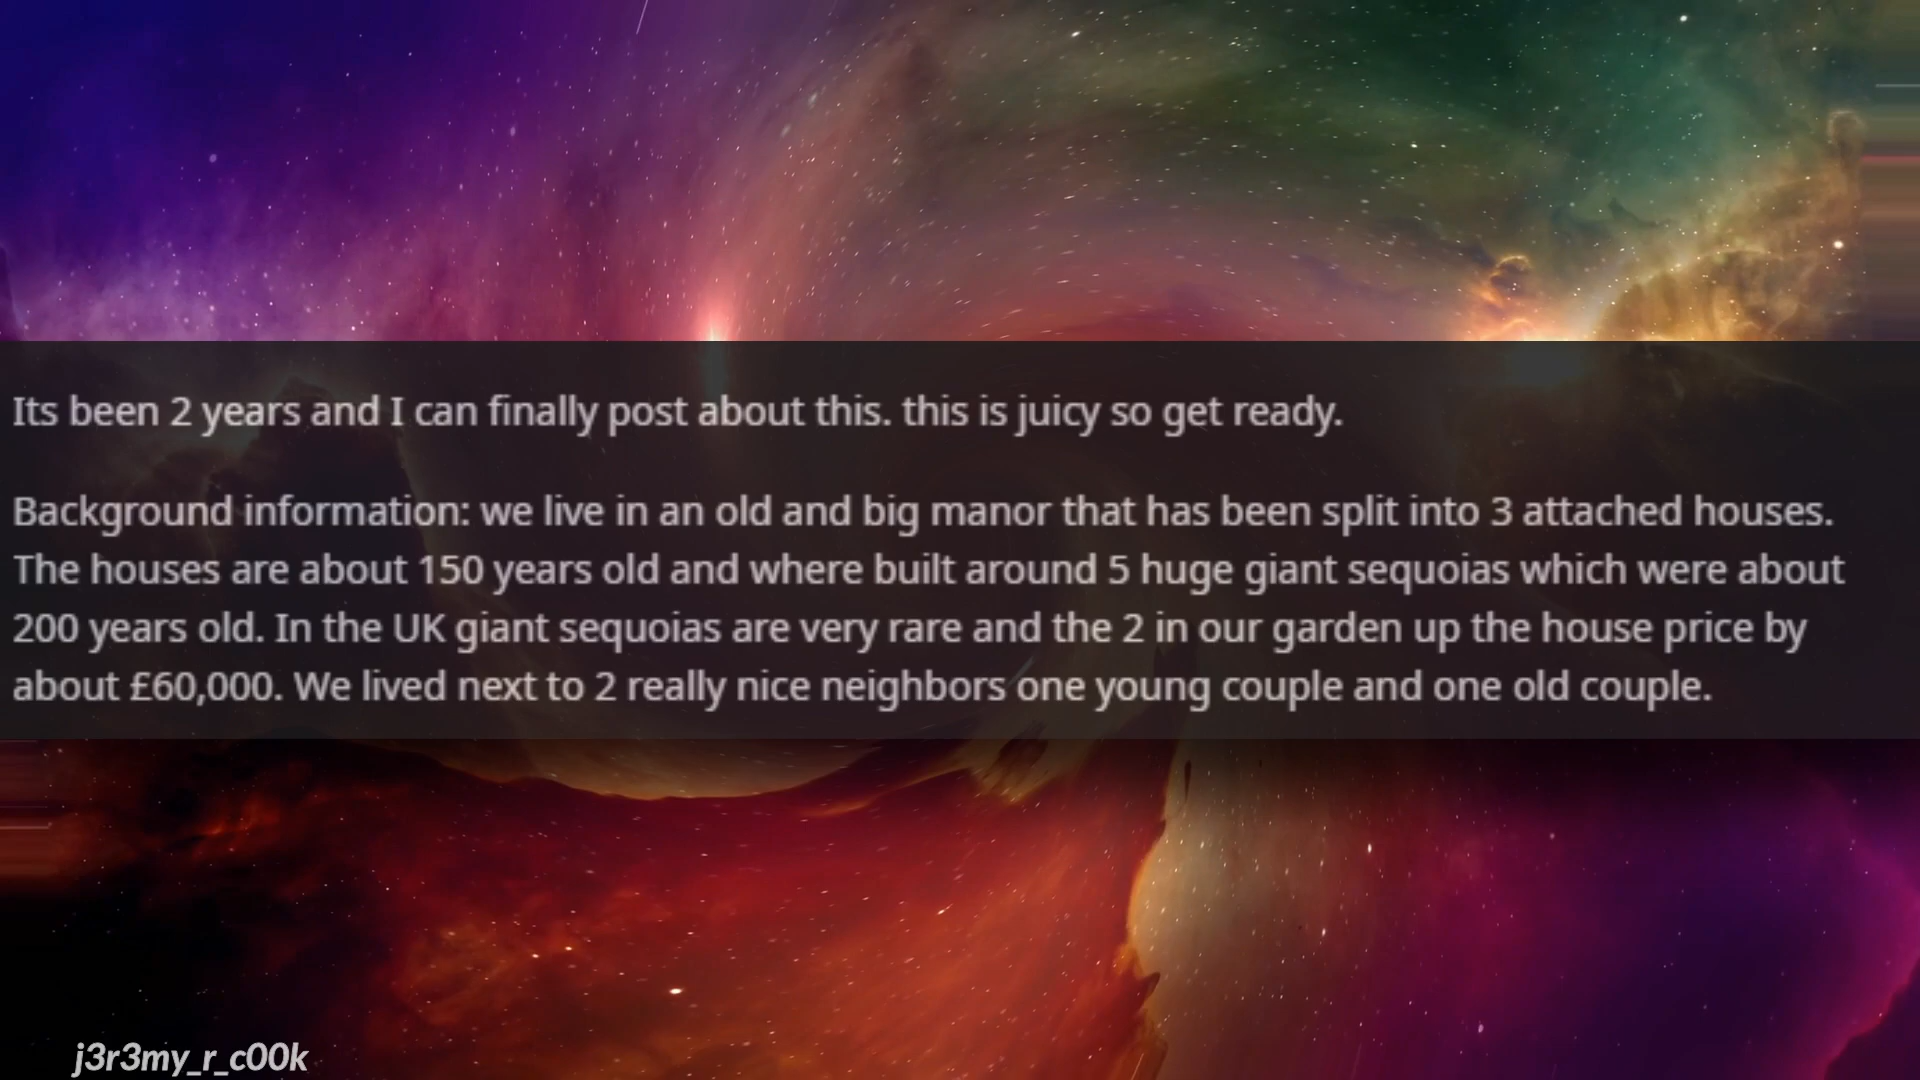 Its been 2 years and I can finally post about this. this is juicy so get ready.
Background information: we live in an old and big manor that has been split into 3 attached houses.
The houses are about 150 years old and where built around 5 huge giant sequoias which were about
200 years old. In the UK giant sequoias are very rare and the 2 in our garden up the house price by
about £60,000. We lived next to 2 really nice neighbors one young couple and one old couple.
j3r3my_r_c00k